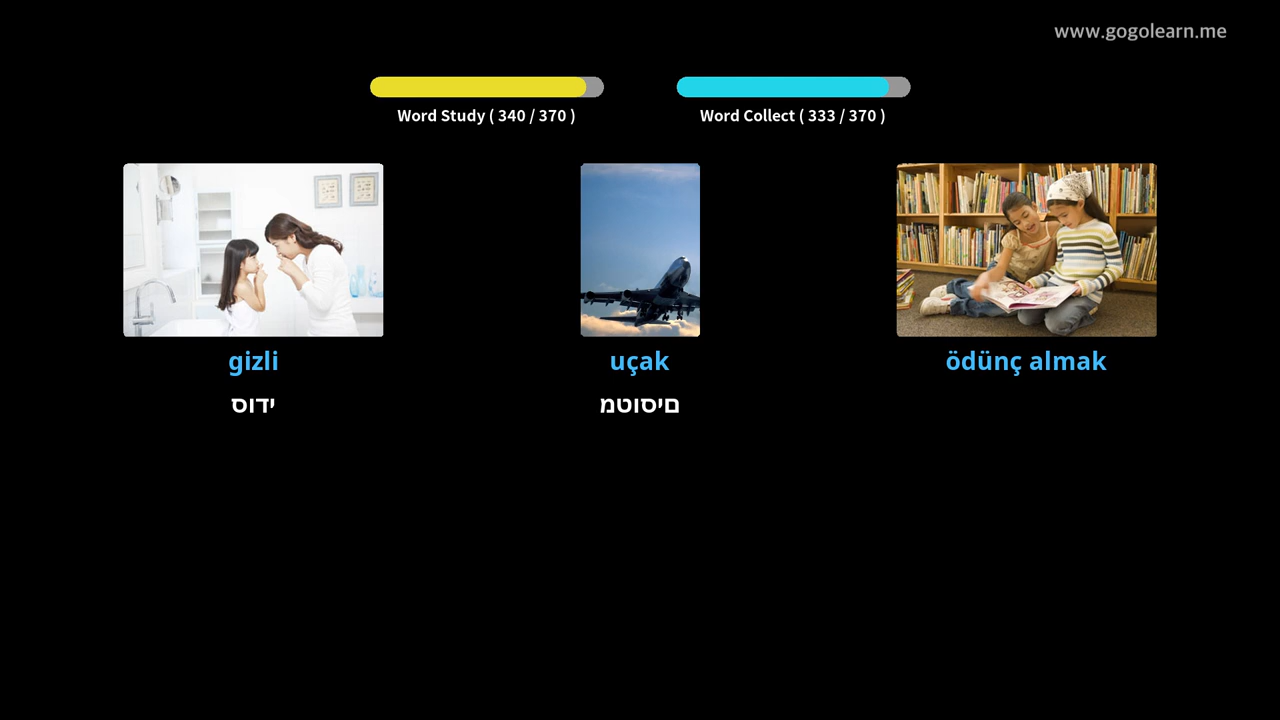 www.gogolearn.me
Word Study ( 340 / 370 )
Word Collect ( 333 / 370 )
gizli
uçak
ödünç almak
ידוס
םיסוטמ